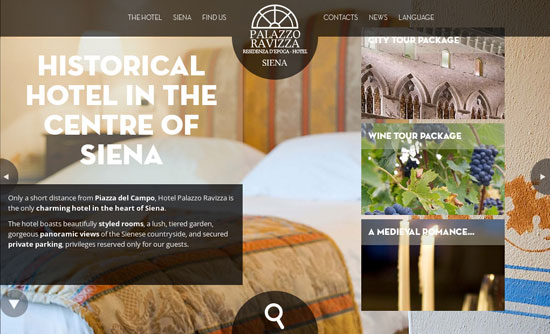 THE HOTEL SIENA FIND US CONTACTS NEWS LANGUAGE
PALAZZO
RAVIZZA
RESIDENZA D'EPOCA - HOTEL
SIENA
HISTORICAL
HOTEL IN THE
CENTRE OF
SIENA
Only a short distance from Piazza del Campo, Hotel Palazzo Ravizza is
the only charming hotel in the heart of Siena.
The hotel boasts beautifully styled rooms, a lush, tiered garden,
gorgeous panoramic views of the Sienese countryside, and secured
private parking, privileges reserved only for our guests.
CITY TOUR PACKAGE
WINE TOUR PACKAGE
A MEDIEVAL ROMANCE...